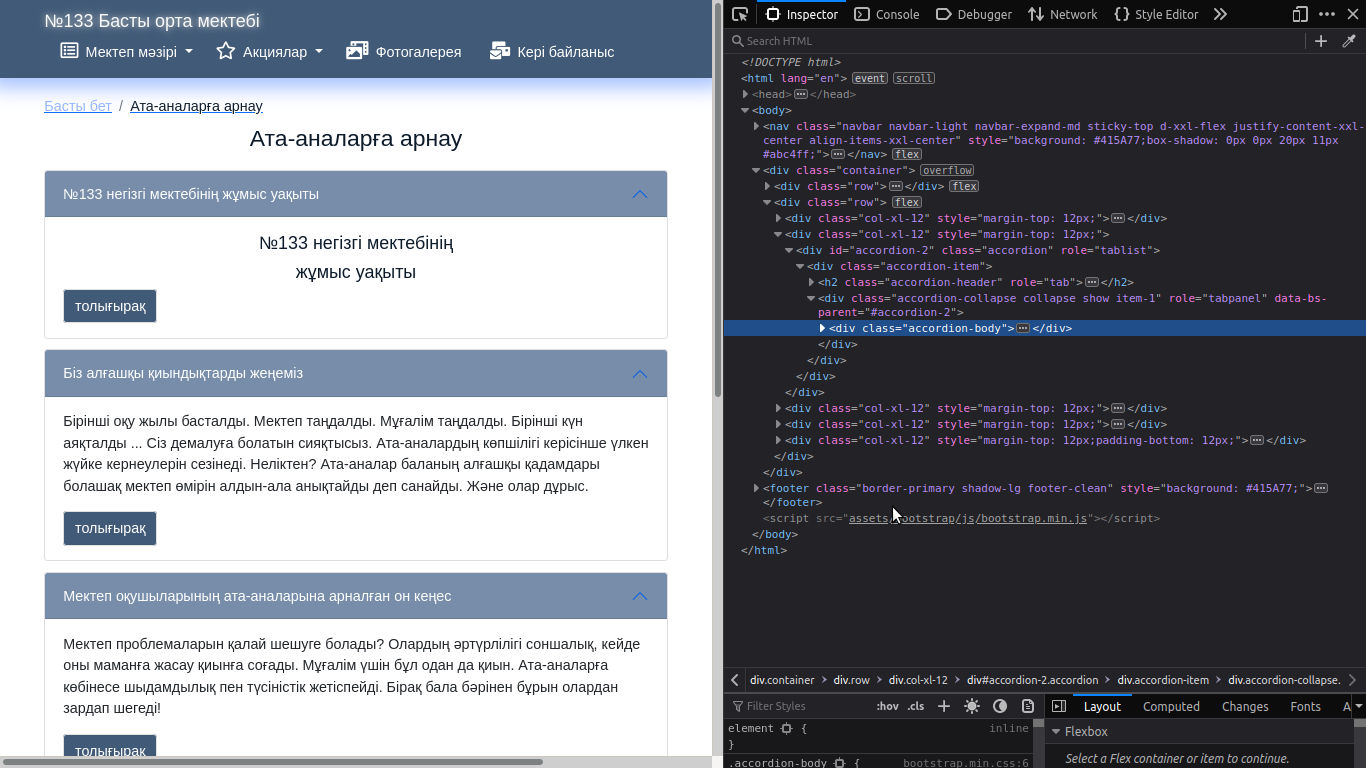 №133 Басты орта мектебі
Мектеп мәзірі
Акциялар
Фотогалерея
Кері байланыс
Басты бет / Ата-аналарға арнау
Ата-аналарға арнау
№133 негізгі мектебінің жұмыс уақыты
№133 негізгі мектебінің
жұмыс уақыты
толығырақ
Біз алғашқы қиындықтарды жеңеміз
Бірінші оқу жылы басталды. Мектеп таңдалды. Мұғалім таңдалды. Бірінші күн
аяқталды ... Сіз демалуға болатын сияқтысыз. Ата-аналардың көпшілігі керісінше үлкен
жүйке кернеулерін сезінеді. Неліктен? Ата-аналар баланың алғашқы қадамдары
болашақ мектеп өмірін алдын-ала анықтайды деп санайды. Және олар дұрыс.
толығырақ
Мектеп оқушыларының ата-аналарына арналған он кеңес
Мектеп проблемаларын қалай шешуге болады? Олардың әртүрлілігі соншалық, кейде
оны маманға жасау қиынға соғады. Мұғалім үшін бұл одан да қиын. Ата-аналарға
көбінесе шыдамдылық пен түсіністік жетіспейді. Бірақ бала бәрінен бұрын олардан
зардап шегеді!
толығырақ
Inspector
Console
Debugger
Network
Style Editor
Search HTML
<!DOCTYPE html>
<html lang="en"> event scroll
<head></head>
<body>
<nav class="navbar navbar-light navbar-expand-md sticky-top d-xxl-flex justify-content-xxl-
center align-items-xxl-center" style="background: #415A77;box-shadow: 0px 0px 20px 11px
#abc4ff;"></nav> flex
<div class="container"> overflow
<div class="row"></div> flex
<div class="row"> flex
<div class="col-xl-12" style="margin-top: 12px;"></div>
<div class="col-xl-12" style="margin-top: 12px;">
<div id="accordion-2" class="accordion" role="tablist">
<div class="accordion-item">
<h2 class="accordion-header" role="tab"></h2>
<div class="accordion-collapse collapse show item-1" role="tabpanel" data-bs-
parent="#accordion-2">
<div class="accordion-body"></div>
</div>
</div>
</div>
</div>
<div class="col-xl-12" style="margin-top: 12px;"></div>
<div class="col-xl-12" style="margin-top: 12px;"></div>
<div class="col-xl-12" style="margin-top: 12px;padding-bottom: 12px;"></div>
</div>
</div>
<footer class="border-primary shadow-lg footer-clean" style="background: #415A77;">
</footer>
<script src="assets/bootstrap/js/bootstrap.min.js"></script>
</body>
</html>
div.container
div.row
div.col-xl-12
div#accordion-2.accordion
div.accordion-item
div.accordion-collapse.
Filter Styles
:hov .cls
Layout
Computed
Changes
Fonts
A
element { inline
}
.accordion-body { bootstrap.min.css:6
Flexbox
Select a Flex container or item to continue.